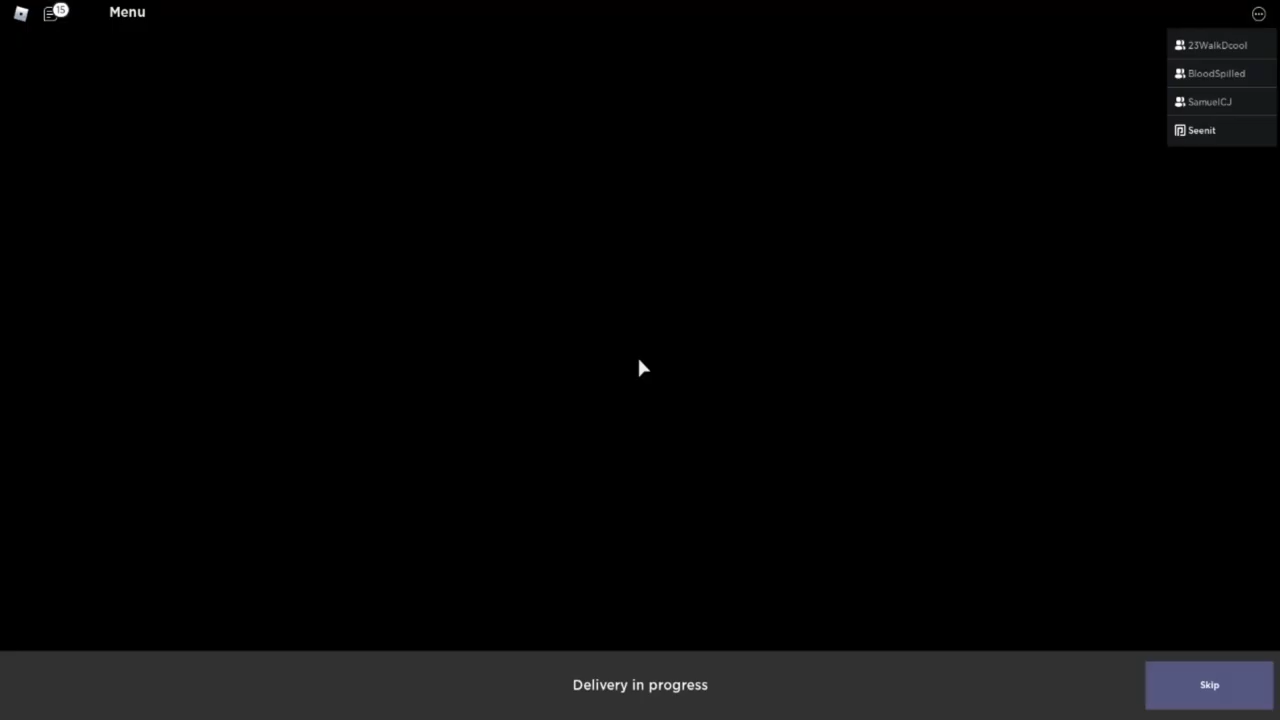 15
Menu
23WalkDcool
BloodSpilled
SamuelCJ
Seenit
Delivery in progress
Skip